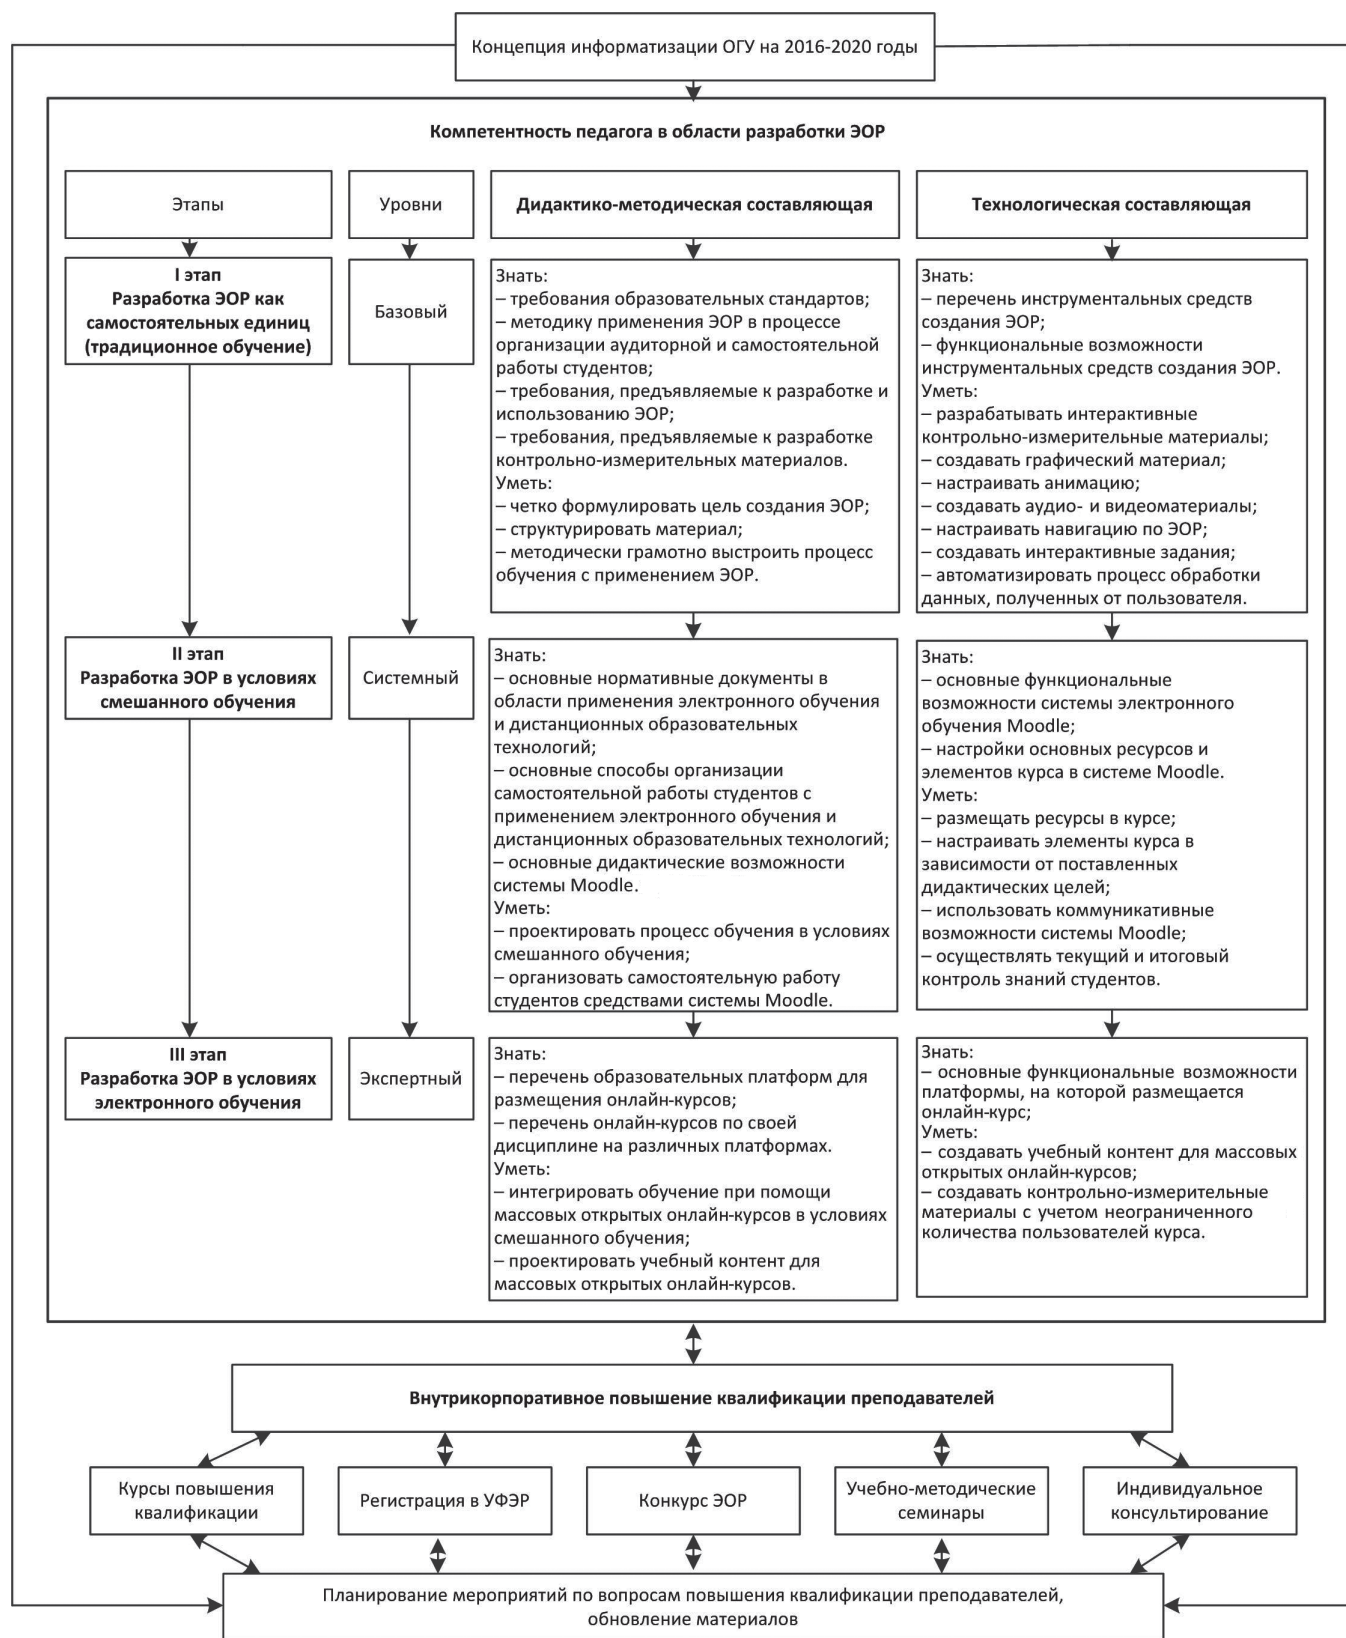 Концепция информатизации ОГУ на 2016-2020 годы
Компетентность педагога в области разработки ЭОР
Этапы
Уровни
Дидактико-методическая составляющая
Технологическая составляющая
I этап
Разработка ЭОР как
самостоятельных единиц
(традиционное обучение)
Базовый
Знать:
– требования образовательных стандартов;
– методику применения ЭОР в процессе
организации аудиторной и самостоятельной
работы студентов;
– требования, предъявляемые к разработке и
использованию ЭОР;
– требования, предъявляемые к разработке
контрольно-измерительных материалов.
Уметь:
– четко формулировать цель создания ЭОР;
– структурировать материал;
– методически грамотно выстроить процесс
обучения с применением ЭОР.
Знать:
– перечень инструментальных средств
создания ЭОР;
– функциональные возможности
инструментальных средств создания ЭОР.
Уметь:
– разрабатывать интерактивные
контрольно-измерительные материалы;
– создавать графический материал;
– настраивать анимацию;
– создавать аудио- и видеоматериалы;
– настраивать навигацию по ЭОР;
– создавать интерактивные задания;
– автоматизировать процесс обработки
данных, полученных от пользователя.
II этап
Разработка ЭОР в условиях
смешанного обучения
Системный
Знать:
– основные нормативные документы в
области применения электронного обучения
и дистанционных образовательных
технологий;
– основные способы организации
самостоятельной работы студентов с
применением электронного обучения и
дистанционных образовательных технологий;
– основные дидактические возможности
системы Moodle.
Уметь:
– проектировать процесс обучения в условиях
смешанного обучения;
– организовать самостоятельную работу
студентов средствами системы Moodle.
Знать:
– основные функциональные
возможности системы электронного
обучения Moodle;
– настройки основных ресурсов и
элементов курса в системе Moodle.
Уметь:
– размещать ресурсы в курсе;
– настраивать элементы курса в
зависимости от поставленных
дидактических целей;
– использовать коммуникативные
возможности системы Moodle;
– осуществлять текущий и итоговый
контроль знаний студентов.
III этап
Разработка ЭОР в условиях
электронного обучения
Экспертный
Знать:
– перечень образовательных платформ для
размещения онлайн-курсов;
– перечень онлайн-курсов по своей
дисциплине на различных платформах.
Уметь:
– интегрировать обучение при помощи
массовых открытых онлайн-курсов в условиях
смешанного обучения;
– проектировать учебный контент для
массовых открытых онлайн-курсов.
Знать:
– основные функциональные возможности
платформы, на которой размещается
онлайн-курс;
Уметь:
– создавать учебный контент для массовых
открытых онлайн-курсов;
– создавать контрольно-измерительные
материалы с учетом неограниченного
количества пользователей курса.
Внутрикорпоративное повышение квалификации преподавателей
Курсы повышения
квалификации
Регистрация в УФЭР
Конкурс ЭОР
Учебно-методические
семинары
Индивидуальное
консультирование
Планирование мероприятий по вопросам повышения квалификации преподавателей,
обновление материалов